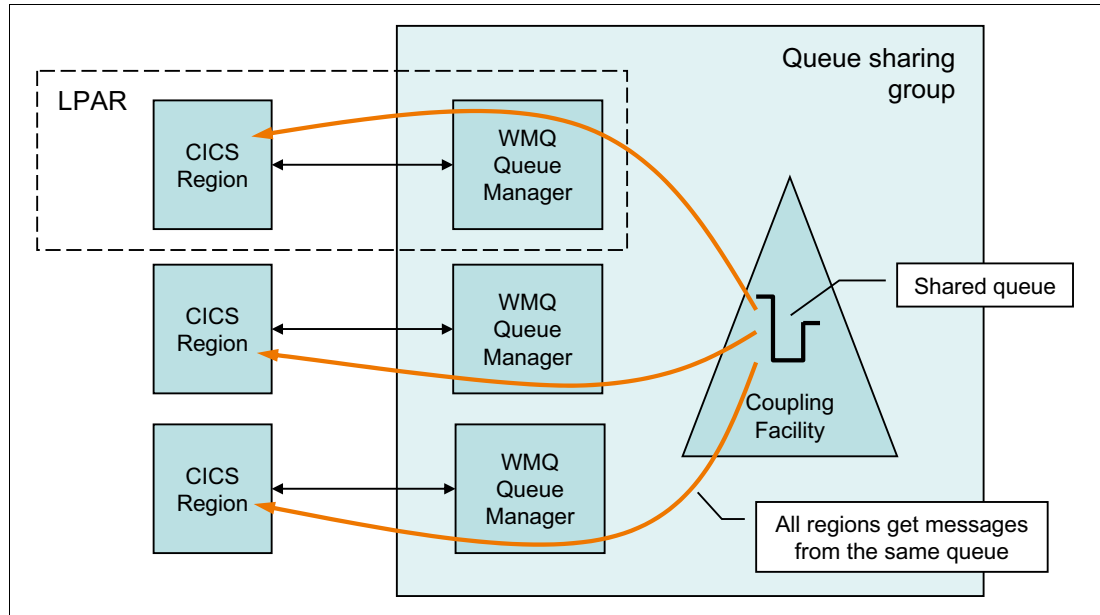 Queue sharing
group
LPAR
CICS
Region
WMQ
Queue
Manager
Shared queue
CICS
Region
WMQ
Queue
Manager
Coupling
Facility
CICS
Region
WMQ
Queue
Manager
All regions get messages
from the same queue